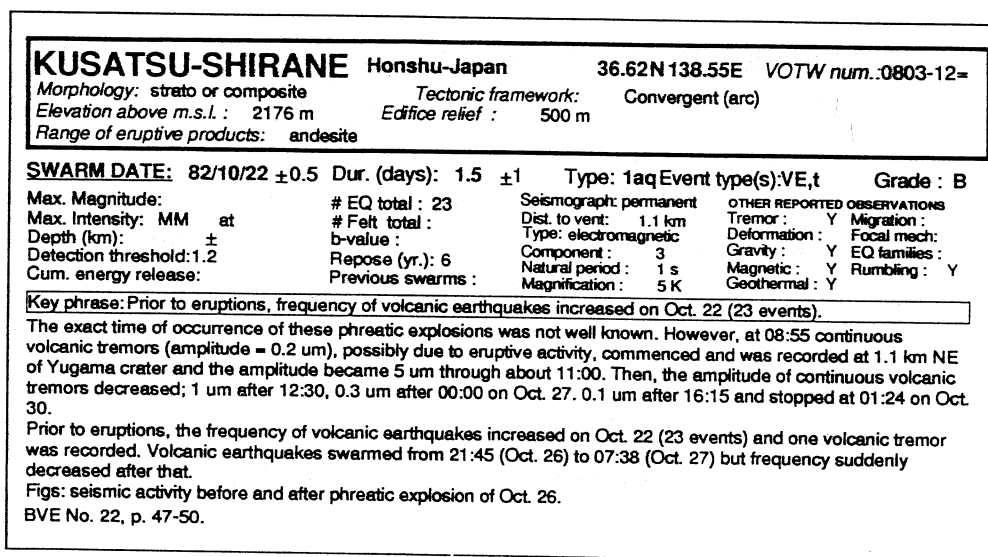 KUSATSU-SHIRANE Honshu-Japan 36.62N 138.55E VOTW num.:0803-12=
Morphology: strato or composite Tectonic framework: Convergent (arc)
Elevation above m.s.l. : 2176 m Edifice relief : 500 m
Range of eruptive products: andesite
SWARM DATE: 82/10/22 ±0.5 Dur. (days): 1.5 ±1 Type: 1aq Event type(s):VE,t Grade : B
Max. Magnitude: # EQ total : 23 Seismograph: permanent OTHER REPORTED OBSERVATIONS
Max. Intensity: MM at # Felt total : Dist. to vent: 1.1 km Tremor : Y Migration :
Depth (km): ± b-value : Type: electromagnetic Deformation : Focal mech:
Detection threshold:1.2 Repose (yr.): 6 Component : 3 Gravity : Y EQ families :
Cum. energy release: Previous swarms : Natural period : 1 s Magnetic : Y Rumbling : Y
Magnification : 5 K Geothermal : Y
Key phrase: Prior to eruptions, frequency of volcanic earthquakes increased on Oct. 22 (23 events).
The exact time of occurrence of these phreatic explosions was not well known. However, at 08:55 continuous
volcanic tremors (amplitude = 0.2 um), possibly due to eruptive activity, commenced and was recorded at 1.1 km NE
of Yugama crater and the amplitude became 5 um through about 11:00. Then, the amplitude of continuous volcanic
tremors decreased; 1 um after 12:30, 0.3 um after 00:00 on Oct. 27. 0.1 um after 16:15 and stopped at 01:24 on Oct.
30.
Prior to eruptions, the frequency of volcanic earthquakes increased on Oct. 22 (23 events) and one volcanic tremor
was recorded. Volcanic earthquakes swarmed from 21:45 (Oct. 26) to 07:38 (Oct. 27) but frequency suddenly
decreased after that.
Figs: seismic activity before and after phreatic explosion of Oct. 26.
BVE No. 22, p. 47-50.